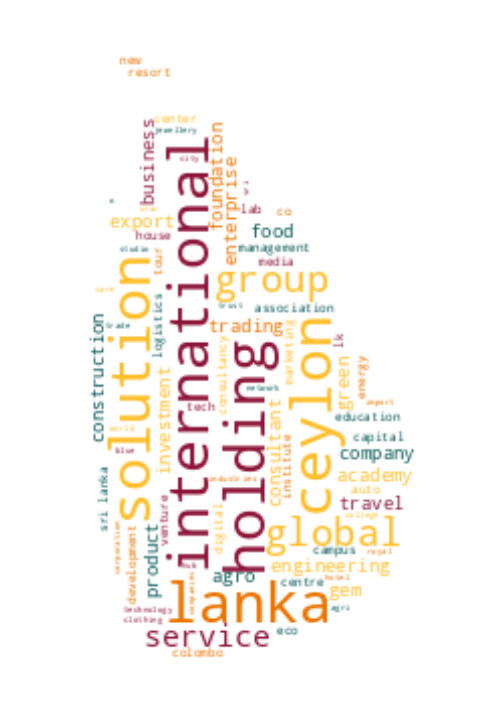 new
resort
center
jewellery
business
city
foundation
enterprise
sri
lab
co
export
house
food
management
media
studio
tour
international
group
solution
care
trust
association
logistics
trade
trading
construction
consultancy
marketing
lk
holding
ceylon
green
energy
investment
network
import
tech
education
world
blue
consultant
institute
capital
company
sri lanka
industries
academy
auto
venture
travel
digital
college
global
corporation
development
product
campus
royal
hub
engineering
companies
agro
centre
hotel
gem
lanka
technology
clothing
agri
service
eco
colombo